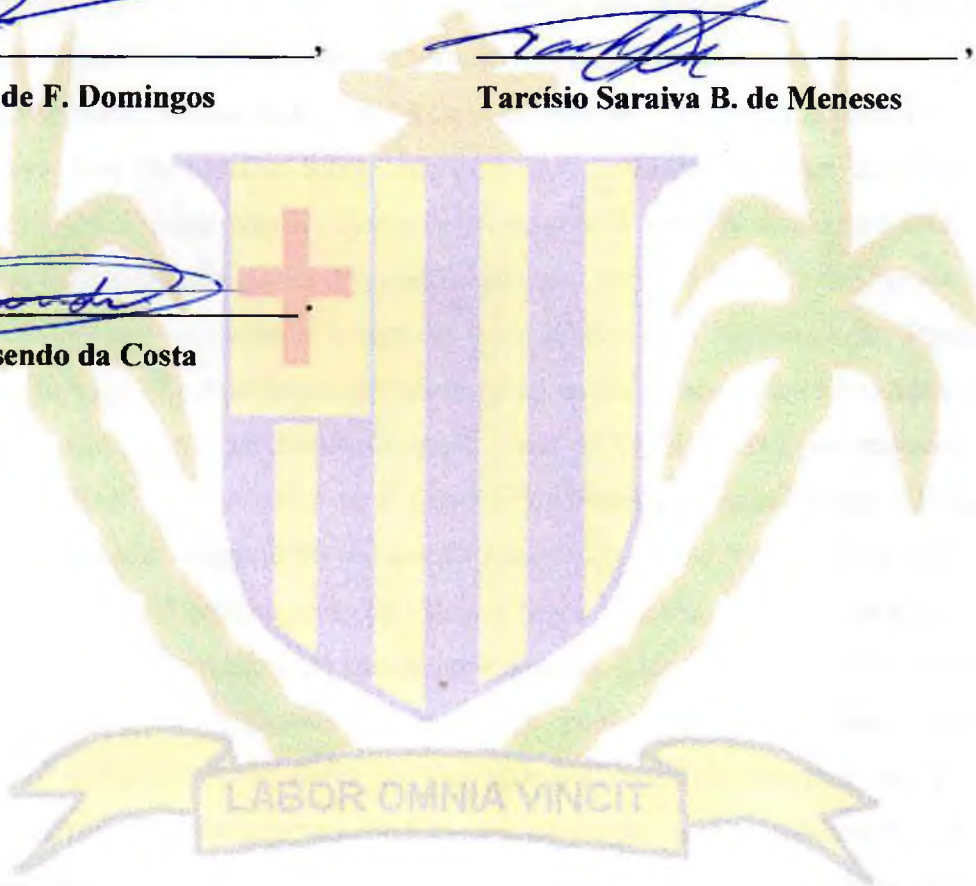 de F. Domingos
Tarcísio Saraiva B. de Meneses
sendo da Costa
LABOR OMNIA VINCIT